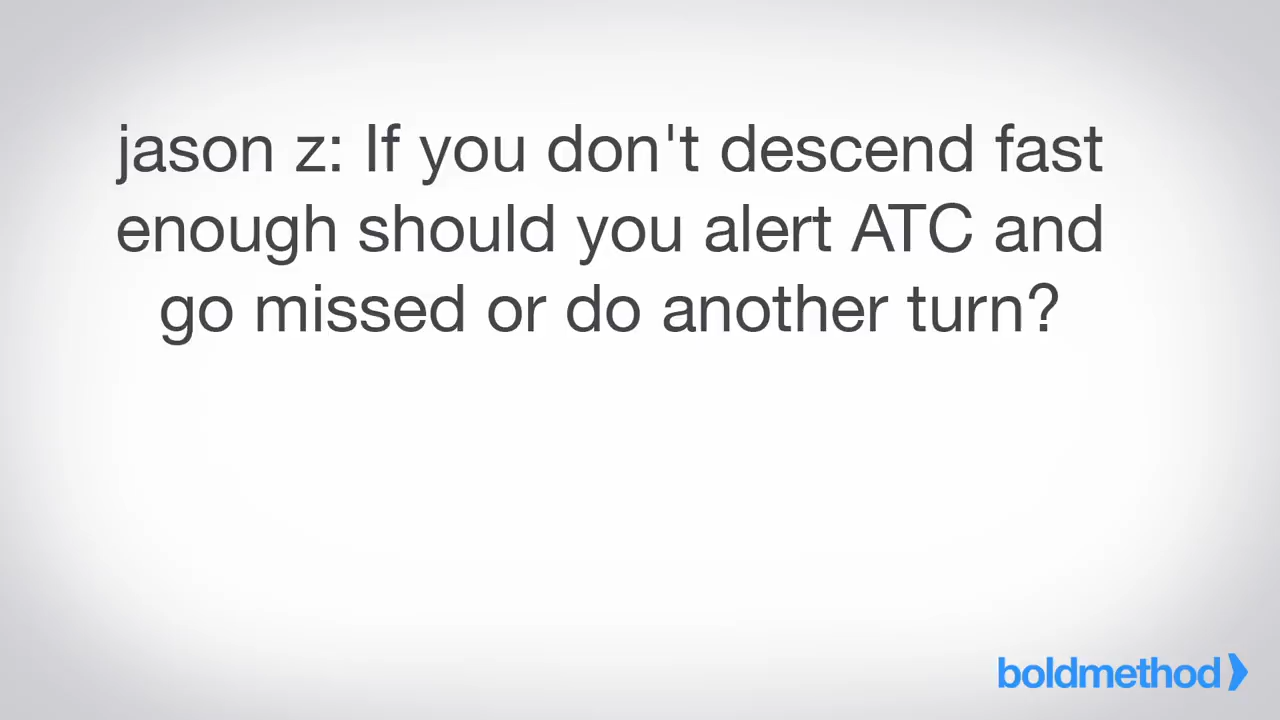 jason z: If you don't descend fast
enough should you alert ATC and
go missed or do another turn?
boldmethod